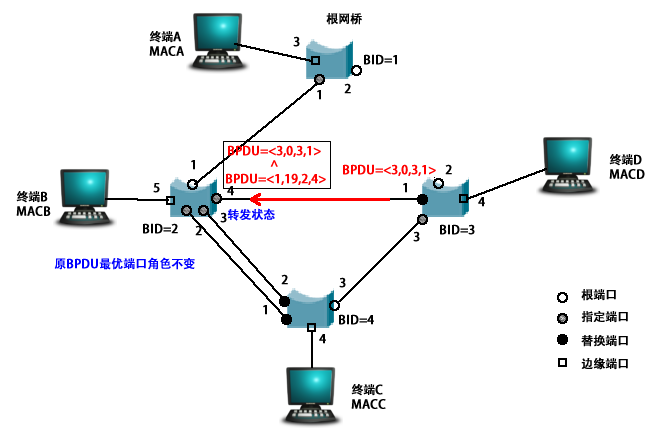 根网桥
终端A
MACA
3
BID=1
1
2
BPDU=<3,0,3,1>
^
BPDU=<1,19,2,4>
BPDU=<3,0,3,1>
终端D
MACD
1
2
1
4
终端B
MACB
5
4
3
转发状态
BID=2
2
3
BID=3
原BPDU最优端口角色不变
2
3
1
BID=4
4
根端口
指定端口
替换端口
边缘端口
终端C
MACC